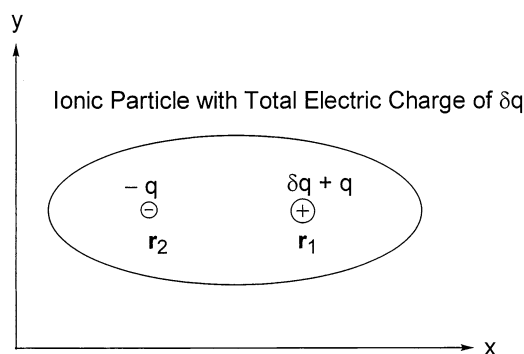 y
Ionic Particle with Total Electric Charge of δq
– q δq + q
− +
r₂ r₁
x